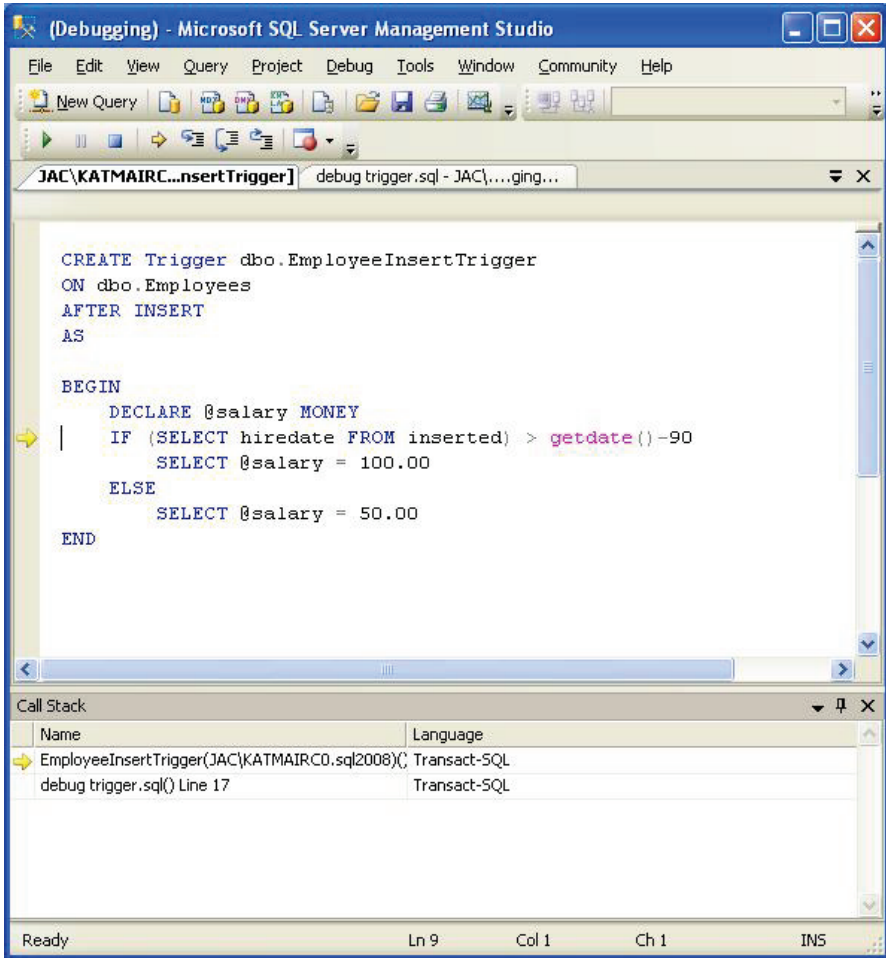 (Debugging) - Microsoft SQL Server Management Studio
File Edit View Query Project Debug Tools Window Community Help
New Query
JAC\KATMAIRC...nsertTrigger] debug trigger.sql - JAC\....ging...
CREATE Trigger dbo.EmployeeInsertTrigger
ON dbo.Employees
AFTER INSERT
AS
BEGIN
DECLARE @salary MONEY
IF (SELECT hiredate FROM inserted) > getdate()-90
SELECT @salary = 100.00
ELSE
SELECT @salary = 50.00
END
Call Stack
Name Language
EmployeeInsertTrigger(JAC\KATMAIRC0.sql2008)() Transact-SQL
debug trigger.sql() Line 17 Transact-SQL
Ready Ln 9 Col 1 Ch 1 INS